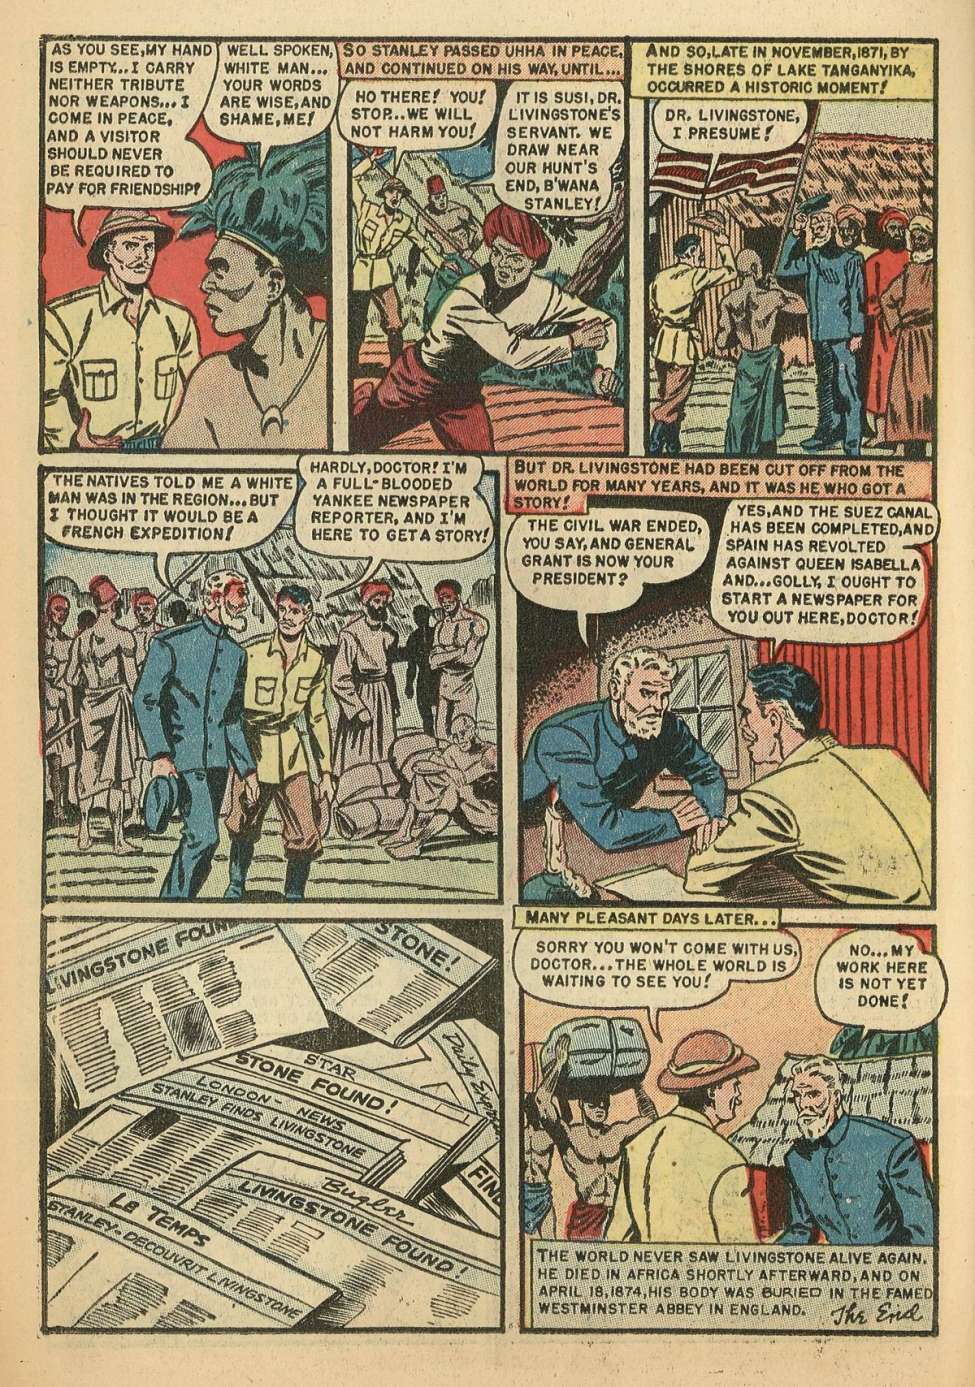 AS YOU SEE, MY HAND
IS EMPTY... I CARRY
NEITHER TRIBUTE
NOR WEAPONS... I
COME IN PEACE,
AND A VISITOR
SHOULD NEVER
BE REQUIRED TO
PAY FOR FRIENDSHIP!
WELL SPOKEN,
WHITE MAN...
YOUR WORDS
ARE WISE, AND
SHAME, ME!
SO STANLEY PASSED UHHA IN PEACE,
AND CONTINUED ON HIS WAY, UNTIL...
HO THERE! YOU!
STOP... WE WILL
NOT HARM YOU!
IT IS SUSI, DR.
LIVINGSTONE'S
SERVANT. WE
DRAW NEAR
OUR HUNT'S
END, B'WANA
STANLEY!
AND SO, LATE IN NOVEMBER, 1871, BY
THE SHORES OF LAKE TANGANYIKA,
OCCURRED A HISTORIC MOMENT!
DR. LIVINGSTONE,
I PRESUME!
THE NATIVES TOLD ME A WHITE
MAN WAS IN THE REGION... BUT
I THOUGHT IT WOULD BE A
FRENCH EXPEDITION!
HARDLY, DOCTOR! I'M
A FULL-BLOODED
YANKEE NEWSPAPER
REPORTER, AND I'M
HERE TO GET A STORY!
BUT DR. LIVINGSTONE HAD BEEN CUT OFF FROM THE
WORLD FOR MANY YEARS, AND IT WAS HE WHO GOT A
STORY!
THE CIVIL WAR ENDED,
YOU SAY, AND GENERAL
GRANT IS NOW YOUR
PRESIDENT?
YES, AND THE SUEZ CANAL
HAS BEEN COMPLETED, AND
SPAIN HAS REVOLTED
AGAINST QUEEN ISABELLA
AND... GOLLY, I OUGHT TO
START A NEWSPAPER FOR
YOU OUT HERE, DOCTOR!
LIVINGSTONE FOUN
STONE!
Daily Expres
STAR
STONE FOUND!
LONDON - NEWS
STANLEY FINDS LIVINGSTONE
FIN
Bugler
LIVINGSTONE FOUND!
LE TEMPS
STANLEY-DECOUVRIT LIVINGSTONE
MANY PLEASANT DAYS LATER...
SORRY YOU WON'T COME WITH US,
DOCTOR... THE WHOLE WORLD IS
WAITING TO SEE YOU!
NO... MY
WORK HERE
IS NOT YET
DONE!
THE WORLD NEVER SAW LIVINGSTONE ALIVE AGAIN.
HE DIED IN AFRICA SHORTLY AFTERWARD, AND ON
APRIL 18, 1874, HIS BODY WAS BURIED IN THE FAMED
WESTMINSTER ABBEY IN ENGLAND.
The End